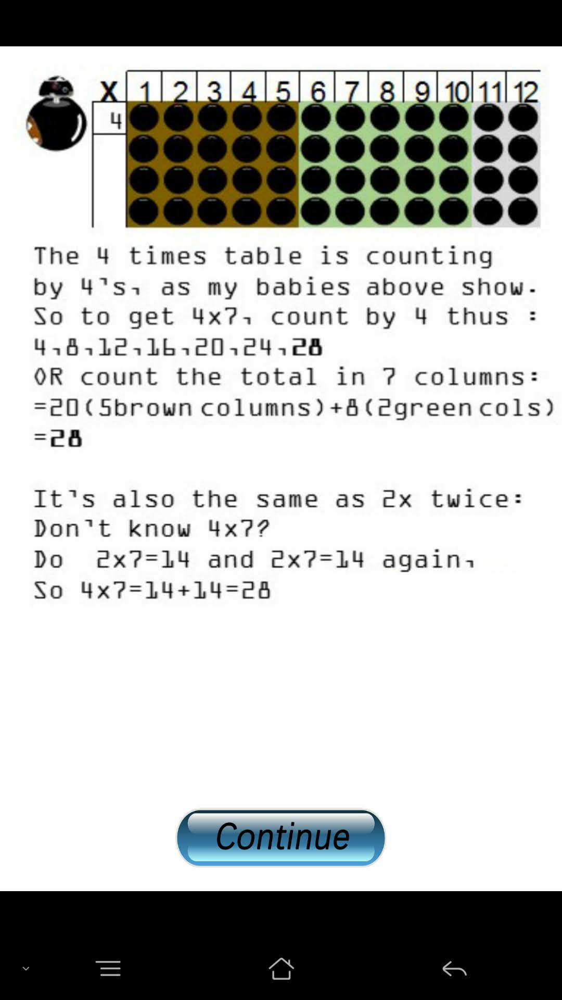 X 1 2 3 4 5 6 7 8 9 10 11 12
4
The 4 times table is counting
by 4's, as my babies above show.
So to get 4x7, count by 4 thus :
4,8,12,16,20,24,28
OR count the total in 7 columns:
=20(5brown columns)+8(2green cols)
=28
It's also the same as 2x twice:
Don't know 4x7?
Do 2x7=14 and 2x7=14 again,
So 4x7=14+14=28
Continue